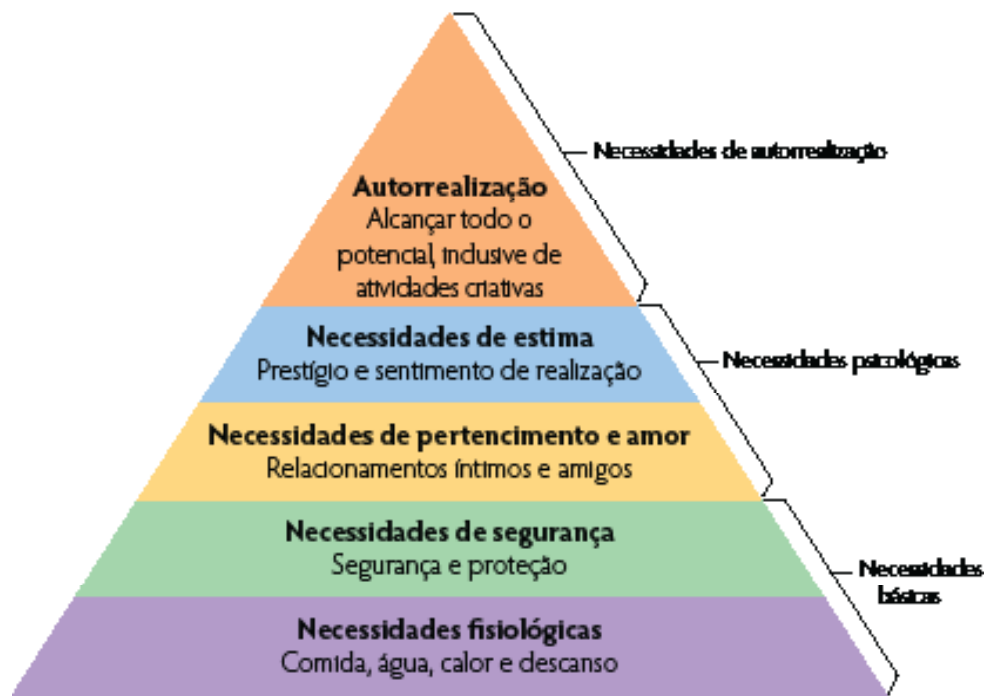 Necessidades de autorrealização
Autorrealização
Alcançar todo o
potencial, inclusive de
atividades criativas
Necessidades de estima
Prestígio e sentimento de realização
Necessidades psicológicas
Necessidades de pertencimento e amor
Relacionamentos íntimos e amigos
Necessidades de segurança
Segurança e proteção
Necessidades
básicas
Necessidades fisiológicas
Comida, água, calor e descanso